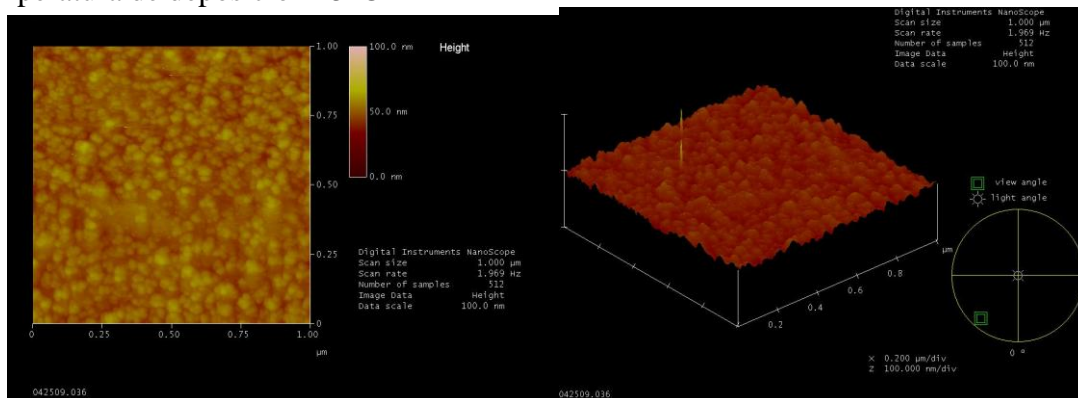 de
1.00
100.0 nm
Height
0.75
50.0 nm
0.50
0.0 nm
0.25
Digital Instruments NanoScope
Scan size 1.000 µm
Scan rate 1.969 Hz
Number of samples 512
Image Data Height
Data scale 100.0 nm
0
0 0.25 0.50 0.75 1.00
µm
042509.036
Digital Instruments NanoScope
Scan size 1.000 µm
Scan rate 1.969 Hz
Number of samples 512
Image Data Height
Data scale 100.0 nm
view angle
light angle
µm
0.8
0.6
0.4
0.2
X 0.200 µm/div
Z 100.000 nm/div
0 °
042509.036